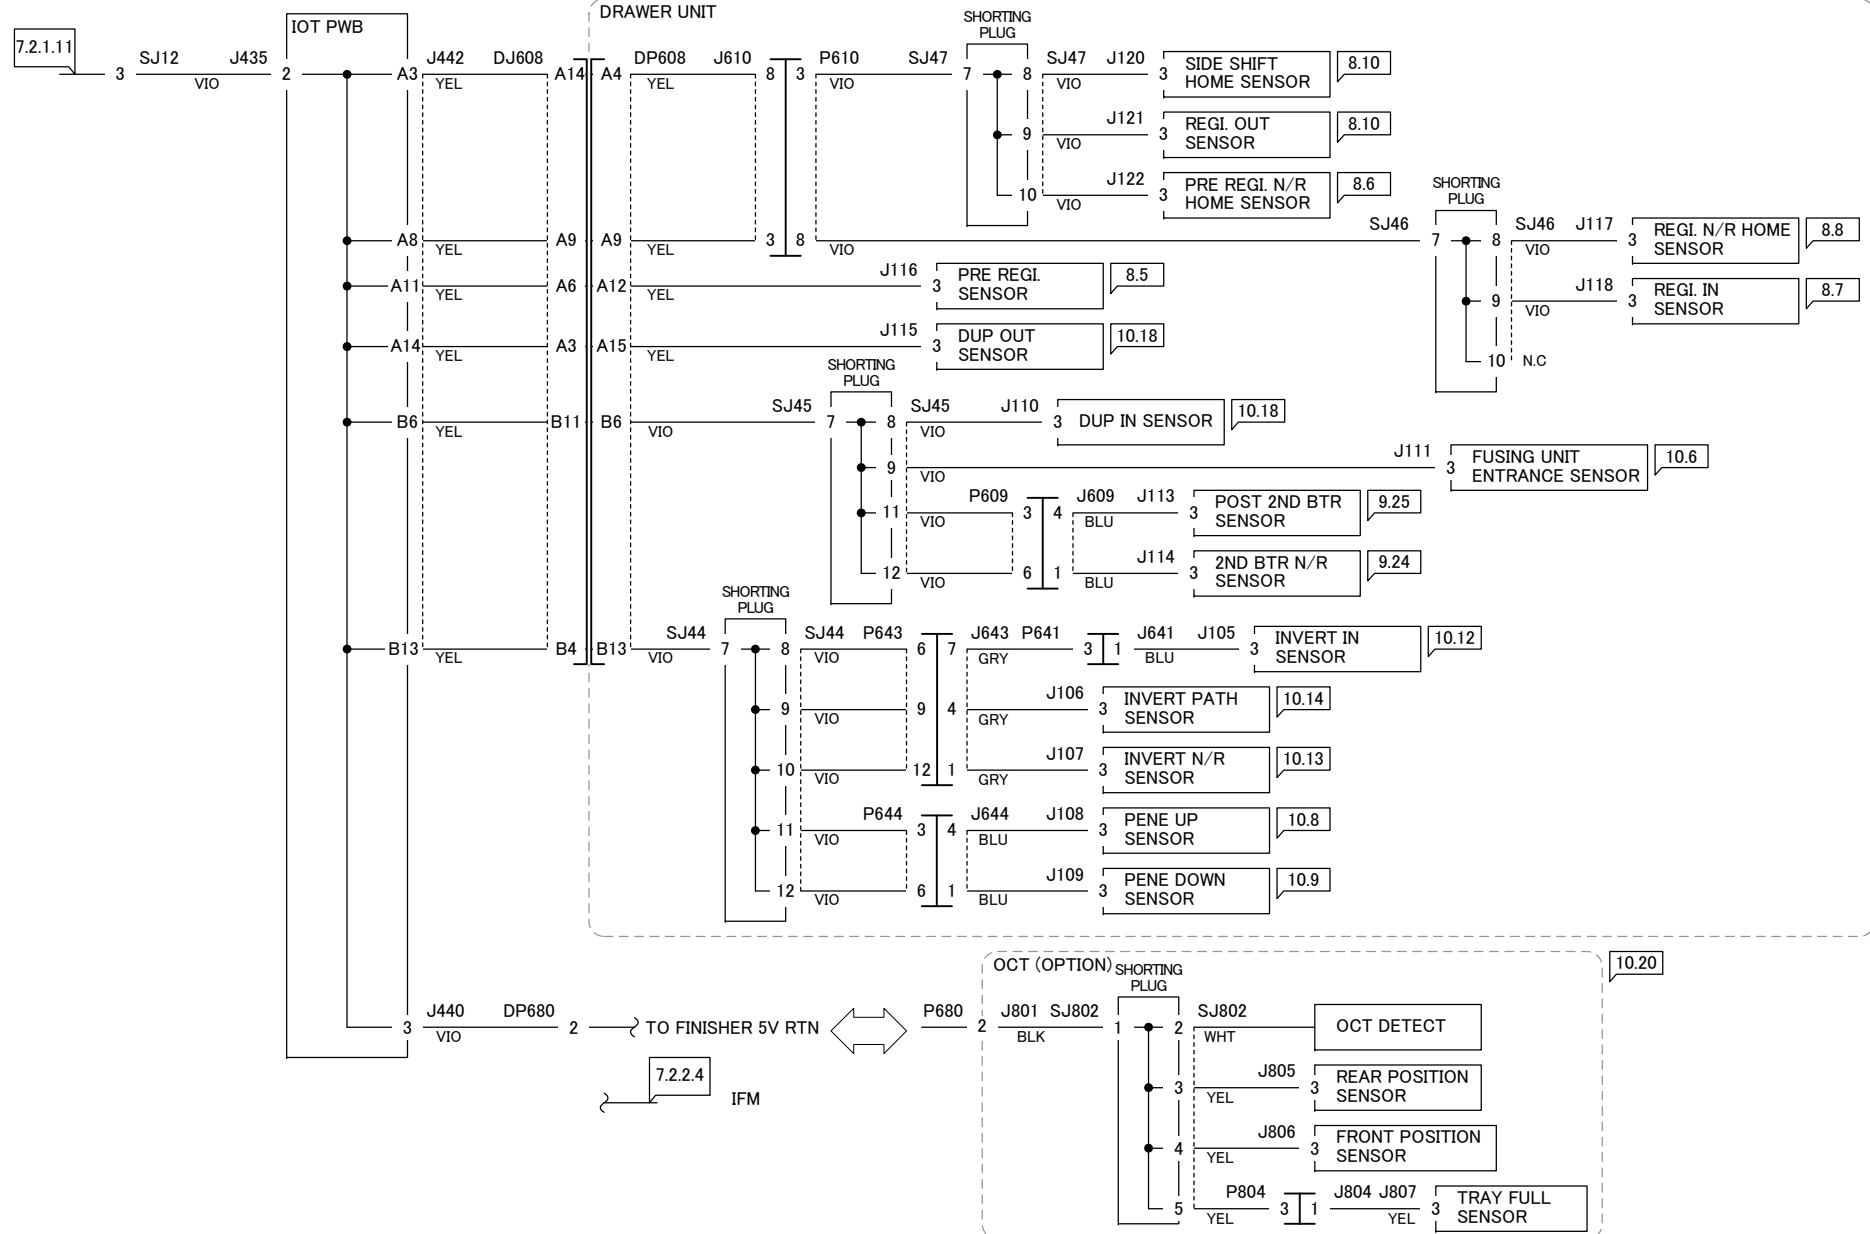 DRAWER UNIT
IOT PWB
SHORTING
PLUG
7.2.1.11
3 SJ12 J435 2 A3 J442 DJ608 A14 A4 DP608 J610 8 3 P610 SJ47 7 8 SJ47 J120 3 SIDE SHIFT
HOME SENSOR
8.10
VIO YEL YEL VIO VIO
9 J121 3 REGI. OUT
SENSOR
8.10
VIO
10 J122 3 PRE REGI. N/R
HOME SENSOR
8.6
VIO
SHORTING
PLUG
A8 A9 A9 3 8 SJ46 7 8 SJ46 J117 3 REGI. N/R HOME
SENSOR
8.8
YEL YEL VIO VIO
A11 A6 A12 J116 3 PRE REGI.
SENSOR
8.5
YEL YEL
9 J118 3 REGI. IN
SENSOR
8.7
VIO
A14 A3 A15 J115 3 DUP OUT
SENSOR
10.18
YEL YEL
10 N.C
SHORTING
PLUG
B6 B11 B6 SJ45 7 8 SJ45 J110 3 DUP IN SENSOR
10.18
YEL VIO VIO
9 J111 3 FUSING UNIT
ENTRANCE SENSOR
10.6
VIO
11 P609 3 4 J609 J113 3 POST 2ND BTR
SENSOR
9.25
VIO BLU
12 6 1 J114 3 2ND BTR N/R
SENSOR
9.24
VIO BLU
SHORTING
PLUG
B13 B4 B13 SJ44 7 8 SJ44 P643 6 7 J643 P641 3 1 J641 J105 3 INVERT IN
SENSOR
10.12
YEL VIO VIO GRY BLU
9 9 4 J106 3 INVERT PATH
SENSOR
10.14
VIO GRY
10 12 1 J107 3 INVERT N/R
SENSOR
10.13
VIO GRY
11 P644 3 4 J644 J108 3 PENE UP
SENSOR
10.8
VIO BLU
12 6 1 J109 3 PENE DOWN
SENSOR
10.9
VIO BLU
OCT (OPTION)
SHORTING
PLUG
10.20
3 J440 DP680 2 TO FINISHER 5V RTN P680 2 J801 SJ802 1 2 SJ802 OCT DETECT
VIO BLK WHT
7.2.2.4
IFM
3 J805 3 REAR POSITION
SENSOR
YEL
4 J806 3 FRONT POSITION
SENSOR
YEL
5 P804 3 1 J804 J807 3 TRAY FULL
SENSOR
YEL YEL